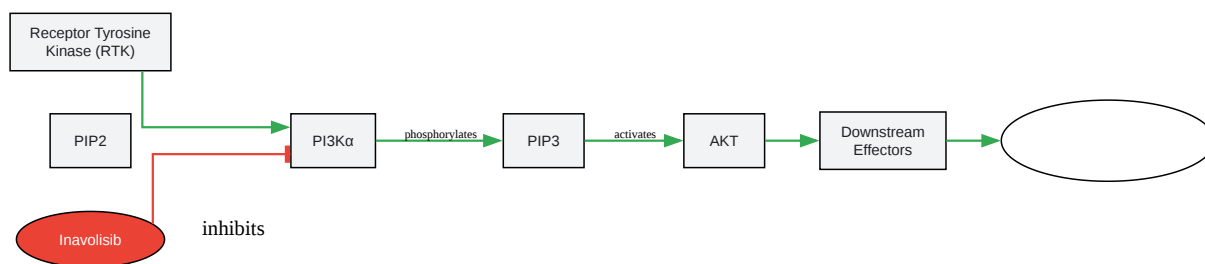 Receptor Tyrosine
Kinase (RTK)
PIP2
PI3Kα
phosphorylates
PIP3
activates
AKT
Downstream
Effectors
Inavolisib
inhibits